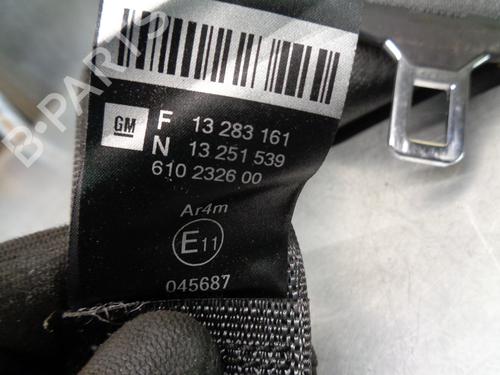 B-PARTS
GM
F 13 283 161
N 13 251 539
610 2326 00
Ar4m
E11
045687